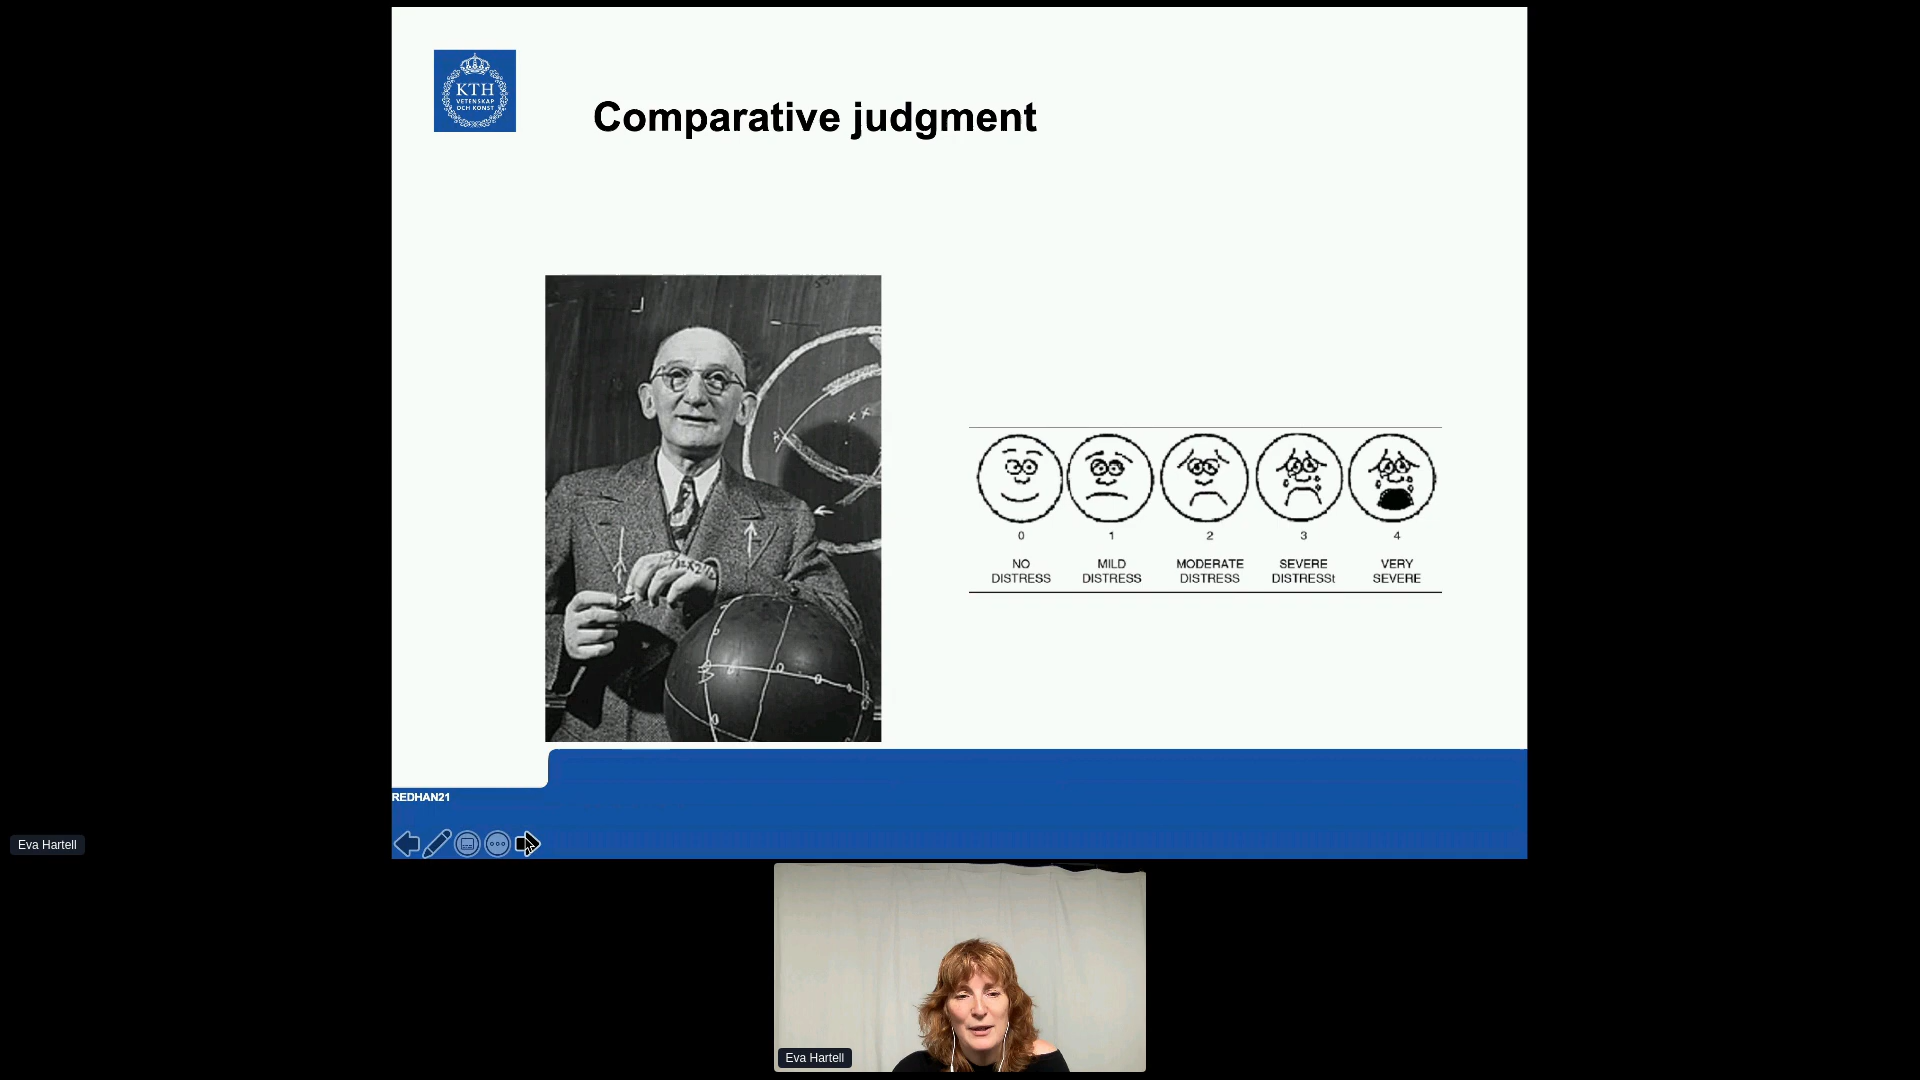 KTH
VETENSKAP
OCH KONST
Comparative judgment
0 1 2 3 4
NO MILD MODERATE SEVERE VERY
DISTRESS DISTRESS DISTRESS DISTRESSt SEVERE
REDHAN21
Eva Hartell
Eva Hartell